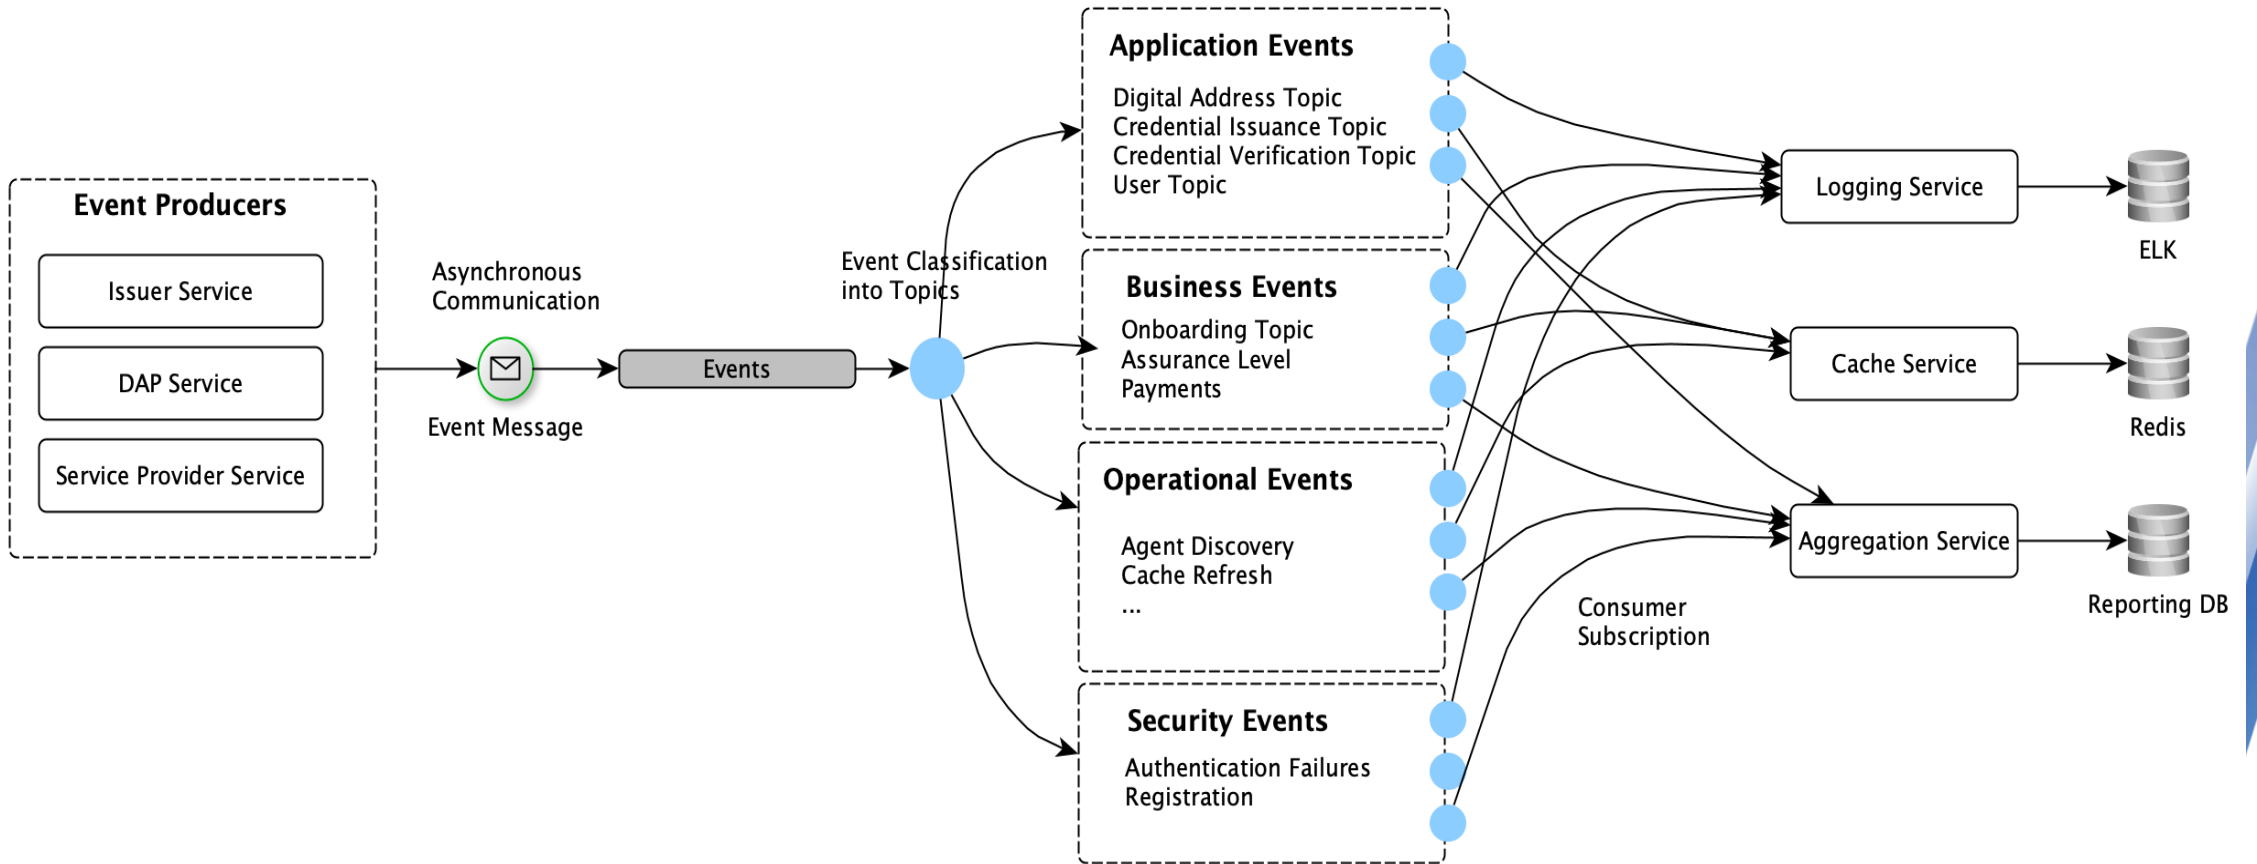 Event Producers
Issuer Service
DAP Service
Service Provider Service
Asynchronous
Communication
Event Message
Events
Event Classification
into Topics
Application Events
Digital Address Topic
Credential Issuance Topic
Credential Verification Topic
User Topic
Business Events
Onboarding Topic
Assurance Level
Payments
Operational Events
Agent Discovery
Cache Refresh
...
Security Events
Authentication Failures
Registration
Consumer
Subscription
Logging Service
ELK
Cache Service
Redis
Aggregation Service
Reporting DB